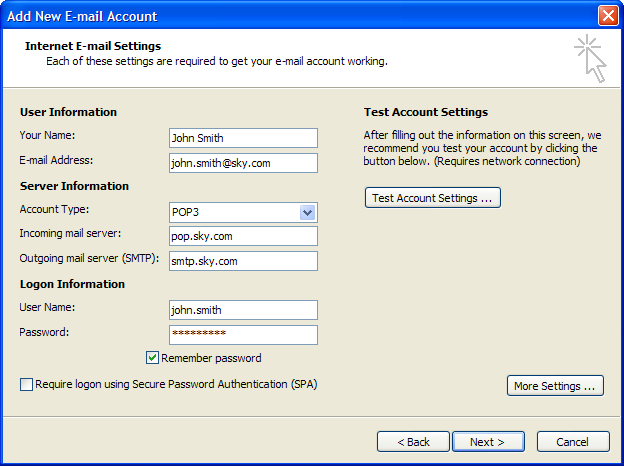 Add New E-mail Account
Internet E-mail Settings
Each of these settings are required to get your e-mail account working.
User Information
Your Name: John Smith
E-mail Address: john.smith@sky.com
Server Information
Account Type: POP3
Incoming mail server: pop.sky.com
Outgoing mail server (SMTP): smtp.sky.com
Logon Information
User Name: john.smith
Password: *********
Remember password
Require logon using Secure Password Authentication (SPA)
Test Account Settings
After filling out the information on this screen, we
recommend you test your account by clicking the
button below. (Requires network connection)
Test Account Settings ...
More Settings ...
< Back
Next >
Cancel